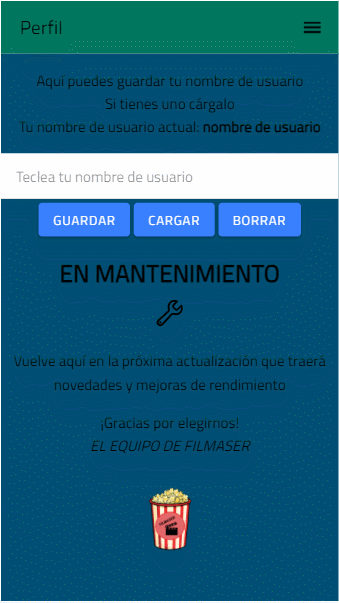 Perfil
Aquí puedes guardar tu nombre de usuario
Si tienes uno cárgalo
Tu nombre de usuario actual: nombre de usuario
Teclea tu nombre de usuario
GUARDAR CARGAR BORRAR
EN MANTENIMIENTO
Vuelve aquí en la próxima actualización que traerá
novedades y mejoras de rendimiento
¡Gracias por elegirnos!
EL EQUIPO DE FILMASER